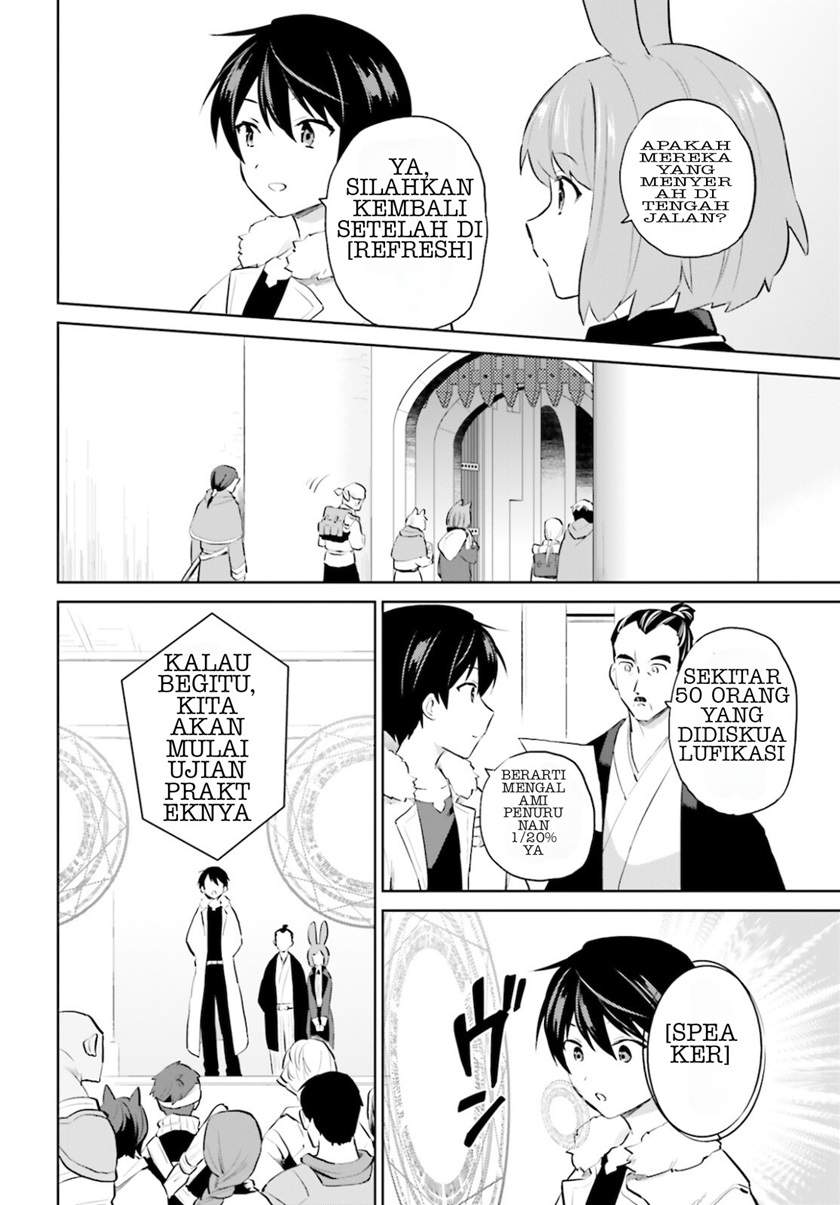 APAKAH
MEREKA
YANG
MENYER
AH DI
TENGAH
JALAN?
YA,
SILAHKAN
KEMBALI
SETELAH DI
[REFRESH]
SEKITAR
50 ORANG
YANG
DIDISKUA
LUFIKASI
BERARTI
MENGAL
AMI
PENURU
NAN
1/20%
YA
KALAU
BEGITU,
KITA
AKAN
MULAI
UJIAN
PRAKT
EKNYA
[SPEA
KER]
ヴン